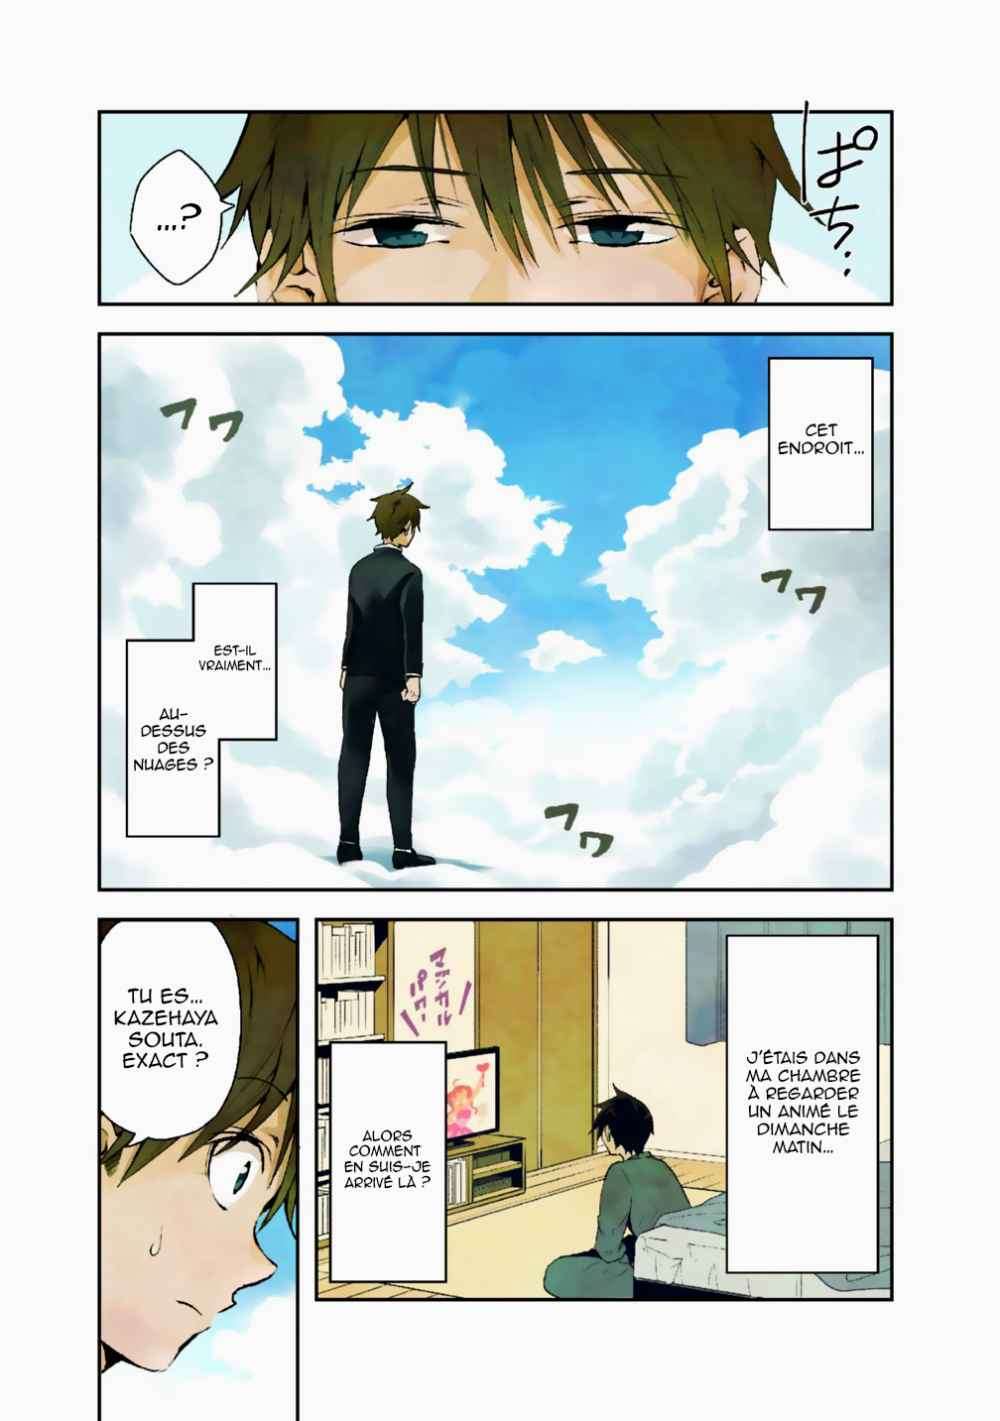 ぱち..
...?
CET
ENDROIT...
フワ
フワ
EST-IL
VRAIMENT...
AU-
DESSUS
DES
NUAGES ?
フワ
J'ÉTAIS DANS
MA CHAMBRE
À REGARDER
UN ANIMÉ LE
DIMANCHE
MATIN...
マジカル
パワー
ALORS
COMMENT
EN SUIS-JE
ARRIVÉ LÀ ?
TU ES...
KAZEHAYA
SOUTA.
EXACT ?